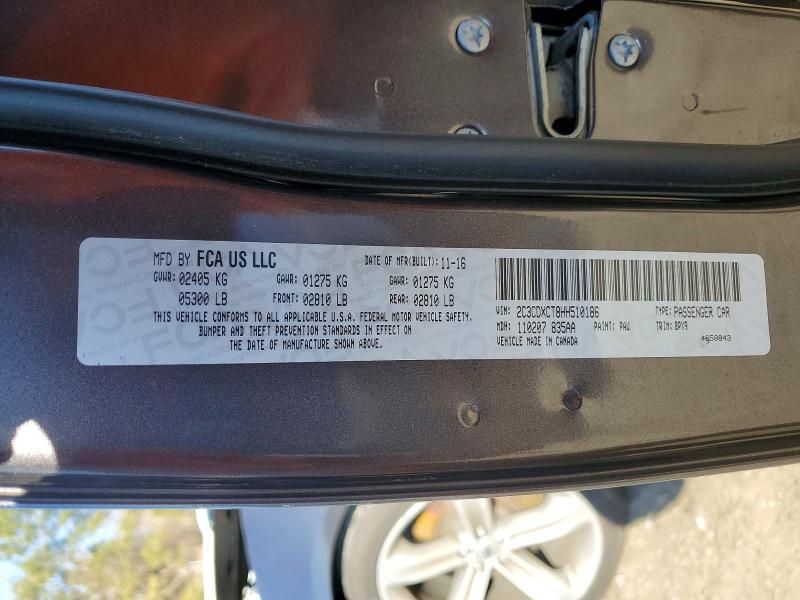 MFD BY FCA US LLC DATE OF MFR(BUILT): 11-16
GVWR: 02405 KG GAWR: 01275 KG GAWR: 01275 KG
05300 LB FRONT: 02810 LB REAR: 02810 LB
THIS VEHICLE CONFORMS TO ALL APPLICABLE U.S.A. FEDERAL MOTOR VEHICLE SAFETY,
BUMPER AND THEFT PREVENTION STANDARDS IN EFFECT ON
THE DATE OF MANUFACTURE SHOWN ABOVE.
VIN: 2C3CDXCT8HH510186 TYPE: PASSENGER CAR
MDH: 110207 835AA PAINT: PAU TRIM: BPX9
VEHICLE MADE IN CANADA 4658843